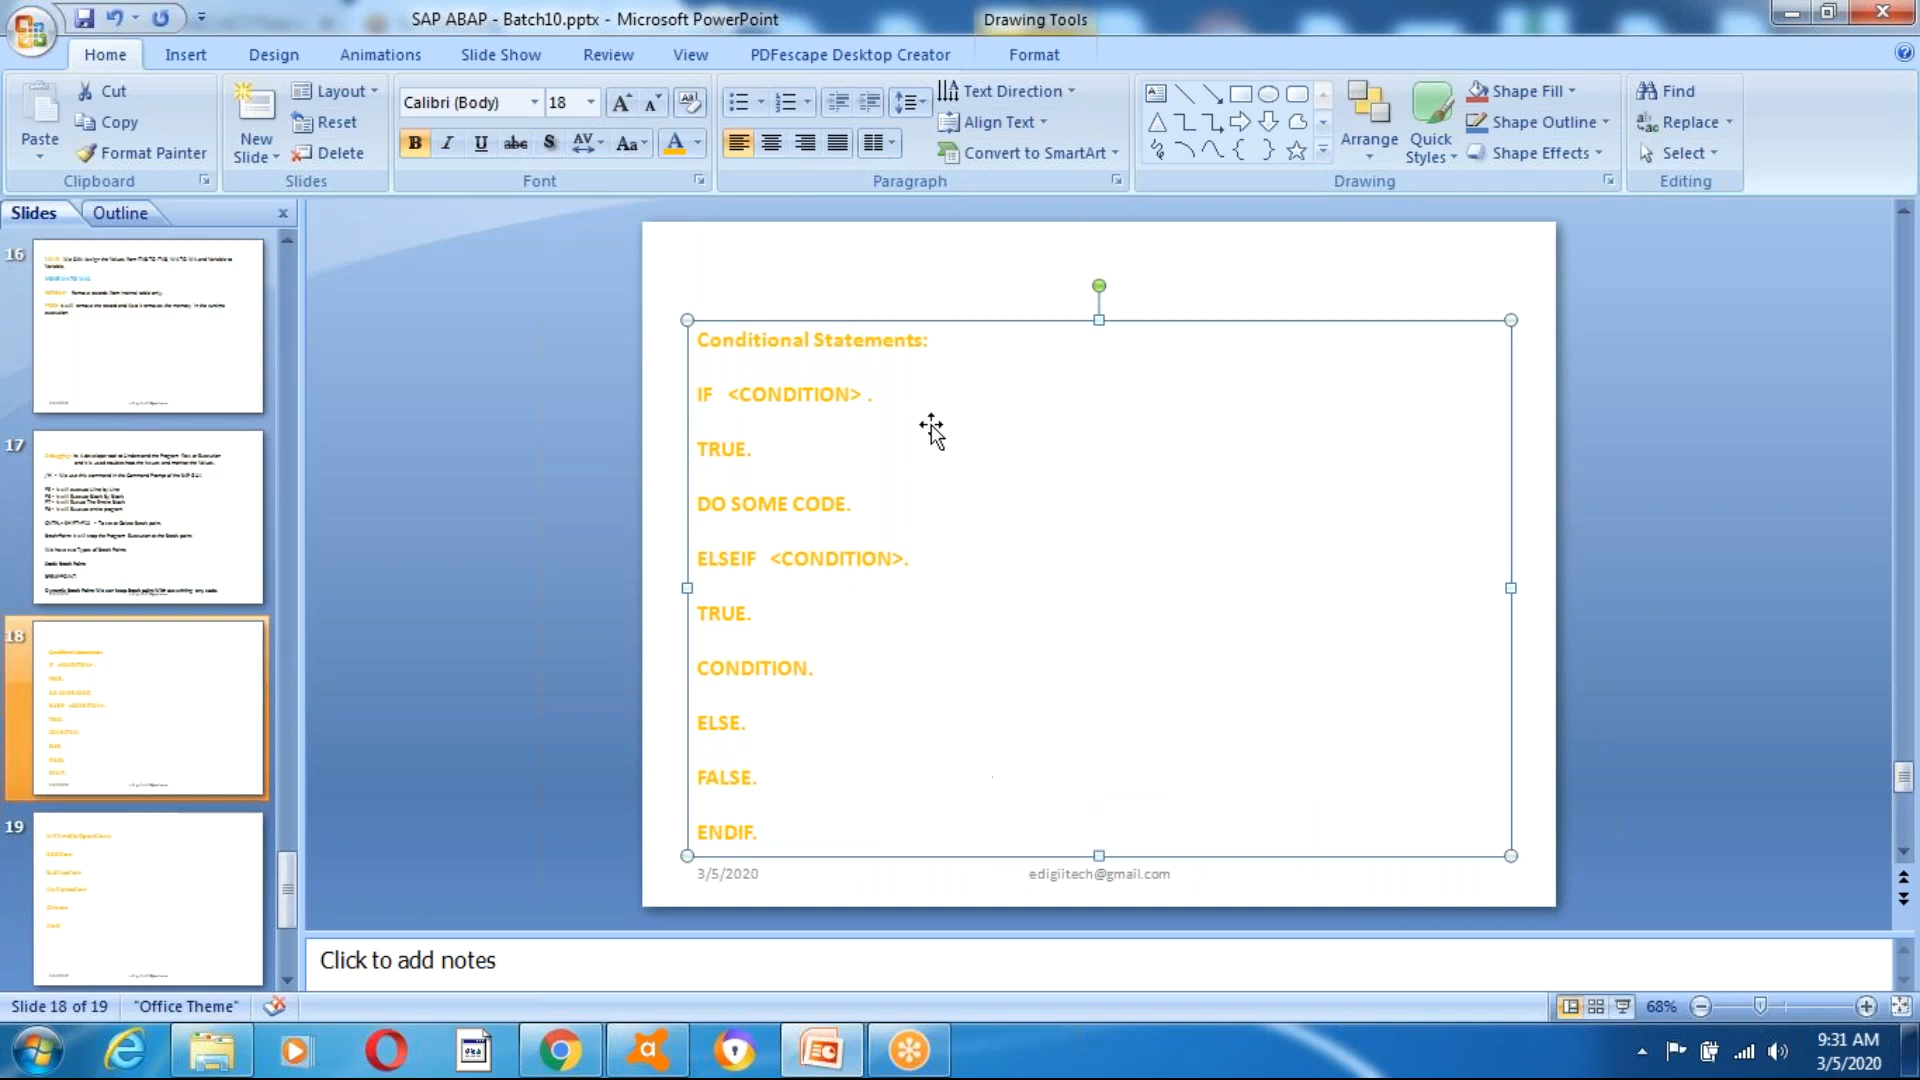 SAP ABAP - Batch10.pptx - Microsoft PowerPoint
Drawing Tools
Home
Insert
Design
Animations
Slide Show
Review
View
PDFescape Desktop Creator
Format
Paste
Cut
Copy
Format Painter
Clipboard
New Slide
Layout
Reset
Delete
Slides
Calibri (Body)
18
Font
Paragraph
Text Direction
Align Text
Convert to SmartArt
Arrange
Quick Styles
Shape Fill
Shape Outline
Shape Effects
Drawing
Find
Replace
Select
Editing
Slides
Outline
16
17
18
19
Conditional Statements:
IF <CONDITION> .
TRUE.
DO SOME CODE.
ELSEIF <CONDITION>.
TRUE.
CONDITION.
ELSE.
FALSE.
ENDIF.
3/5/2020
edigiitech@gmail.com
Click to add notes
Slide 18 of 19
"Office Theme"
68%
9:31 AM
3/5/2020